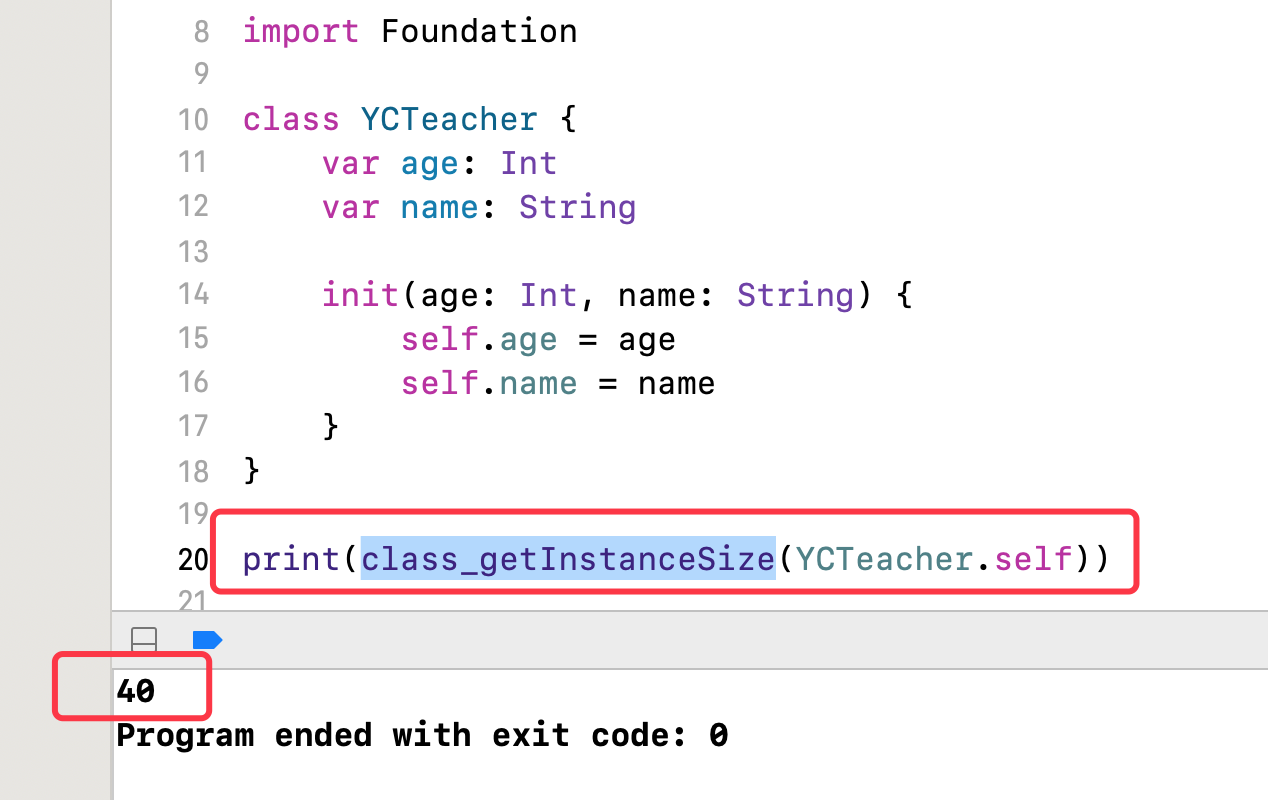 8 import Foundation
9
10 class YCTeacher {
11 var age: Int
12 var name: String
13
14 init(age: Int, name: String) {
15 self.age = age
16 self.name = name
17 }
18 }
19
20 print(class_getInstanceSize(YCTeacher.self))
21
40
Program ended with exit code: 0